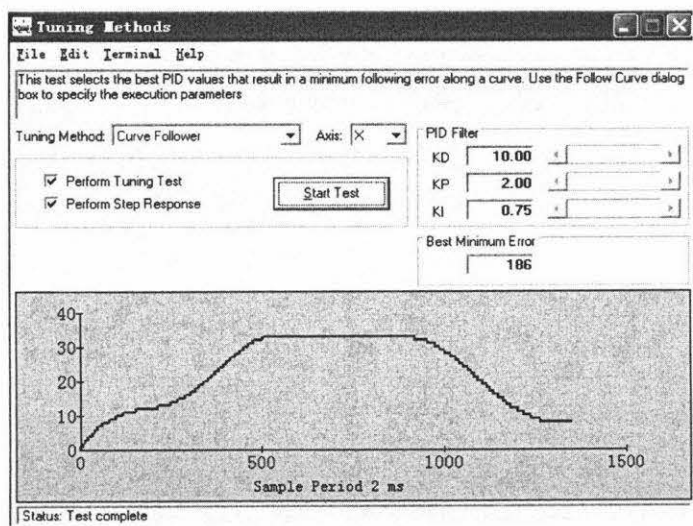 Tuning Methods
File Edit Terminal Help
This test selects the best PID values that result in a minimum following error along a curve. Use the Follow Curve dialog
box to specify the execution parameters
Tuning Method: Curve Follower Axis: X
PID Filter
KD 10.00
KP 2.00
KI 0.75
Perform Tuning Test
Perform Step Response
Start Test
Best Minimum Error
186
40
30
20
10
0
0 500 1000 1500
Sample Period 2 ms
Status: Test complete